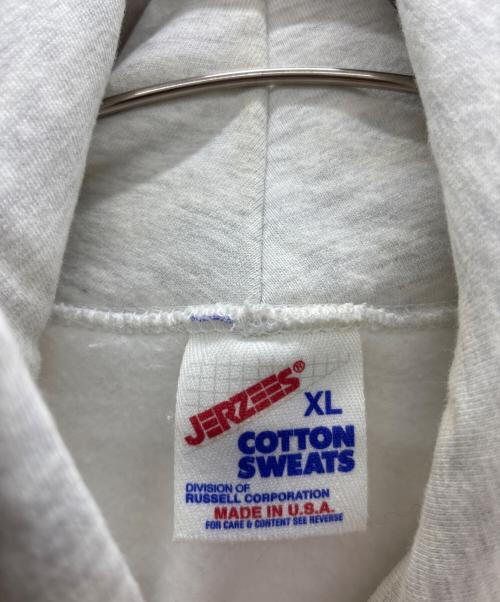 JERZEES®
XL
COTTON
SWEATS
DIVISION OF
RUSSELL CORPORATION
MADE IN U.S.A.
FOR CARE & CONTENT SEE REVERSE